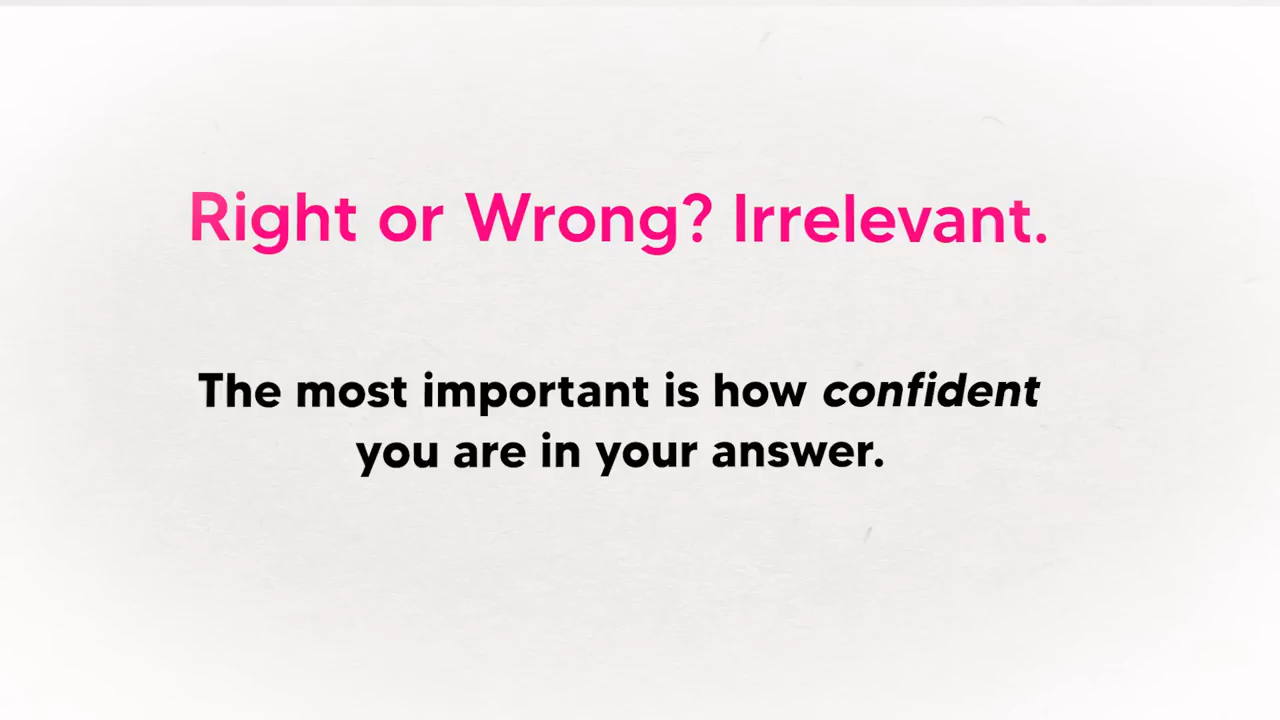 Right or Wrong? Irrelevant.
The most important is how confident
you are in your answer.